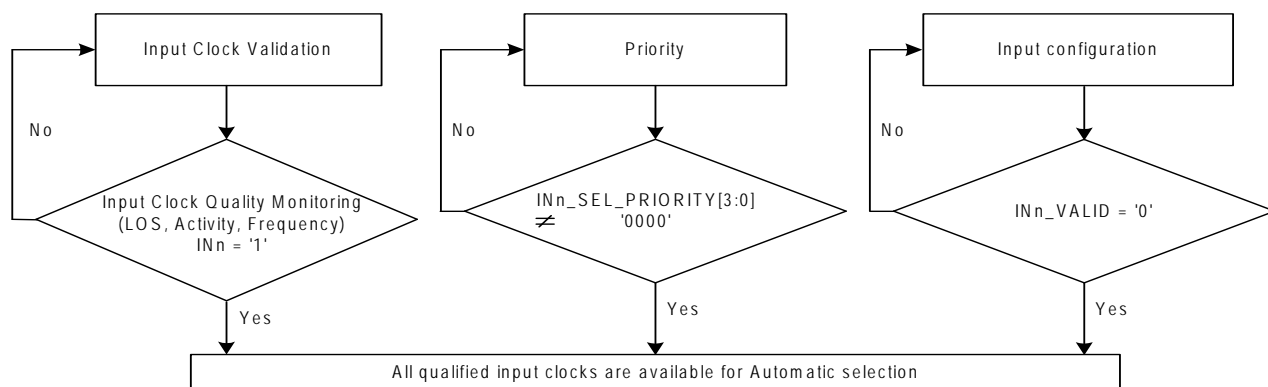 Input Clock Validation
Priority
Input configuration
No
No
No
Input Clock Quality Monitoring
(LOS, Activity, Frequency)
INn = '1'
INn_SEL_PRIORITY[3:0]
≠ '0000'
INn_VALID = '0'
Yes
Yes
Yes
All qualified input clocks are available for Automatic selection